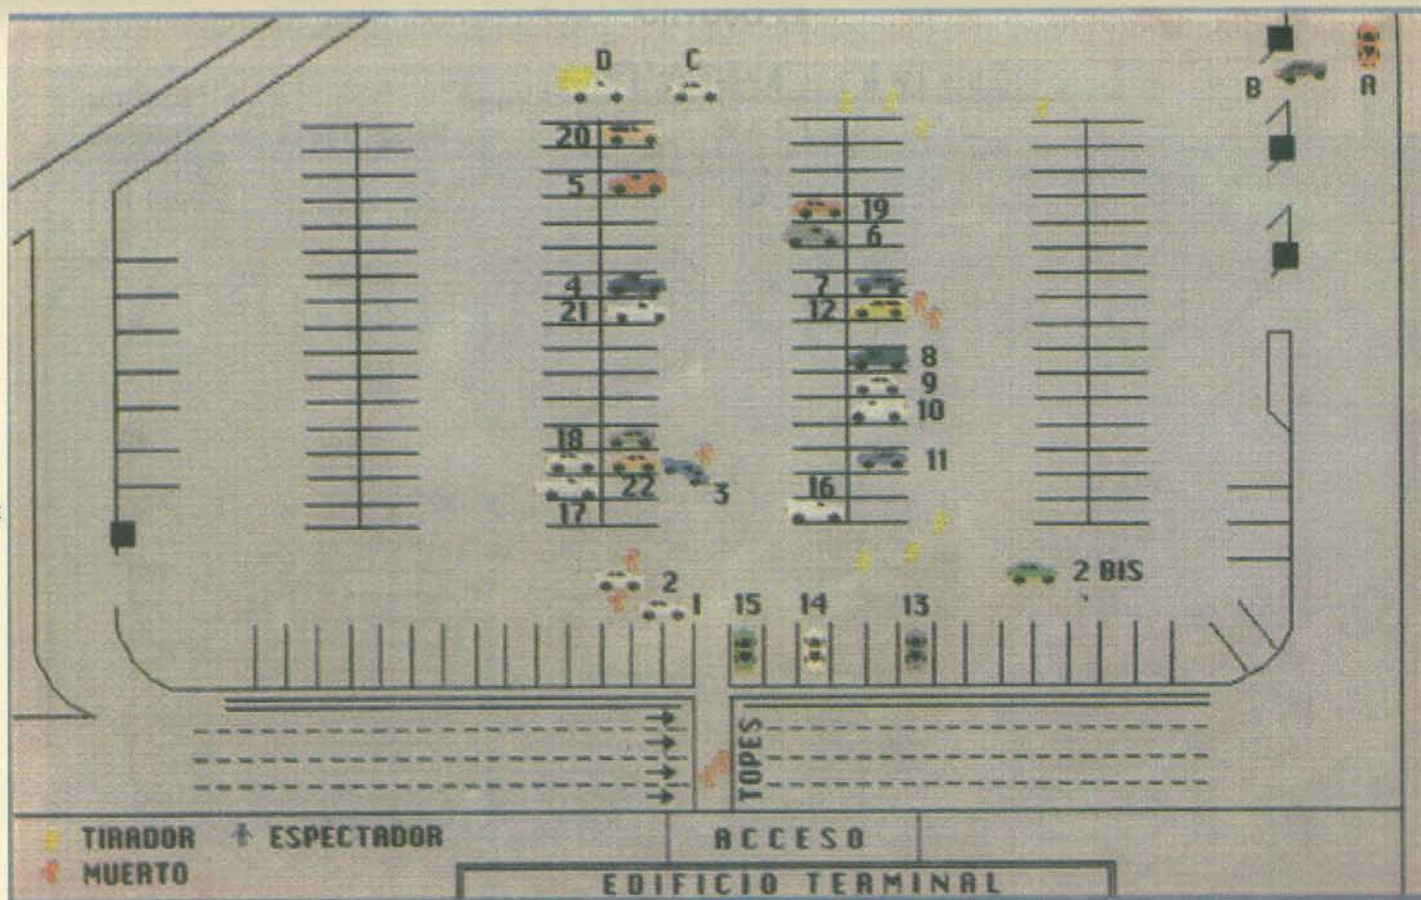 D C
B A
20
5
19
6
4 7
21 12
8
9
10
18
11
22 16
3
17
2 2 BIS
1 15 14 13
TOPES
TIRADOR ESPECTADOR
MUERTO
ACCESO
EDIFICIO TERMINAL